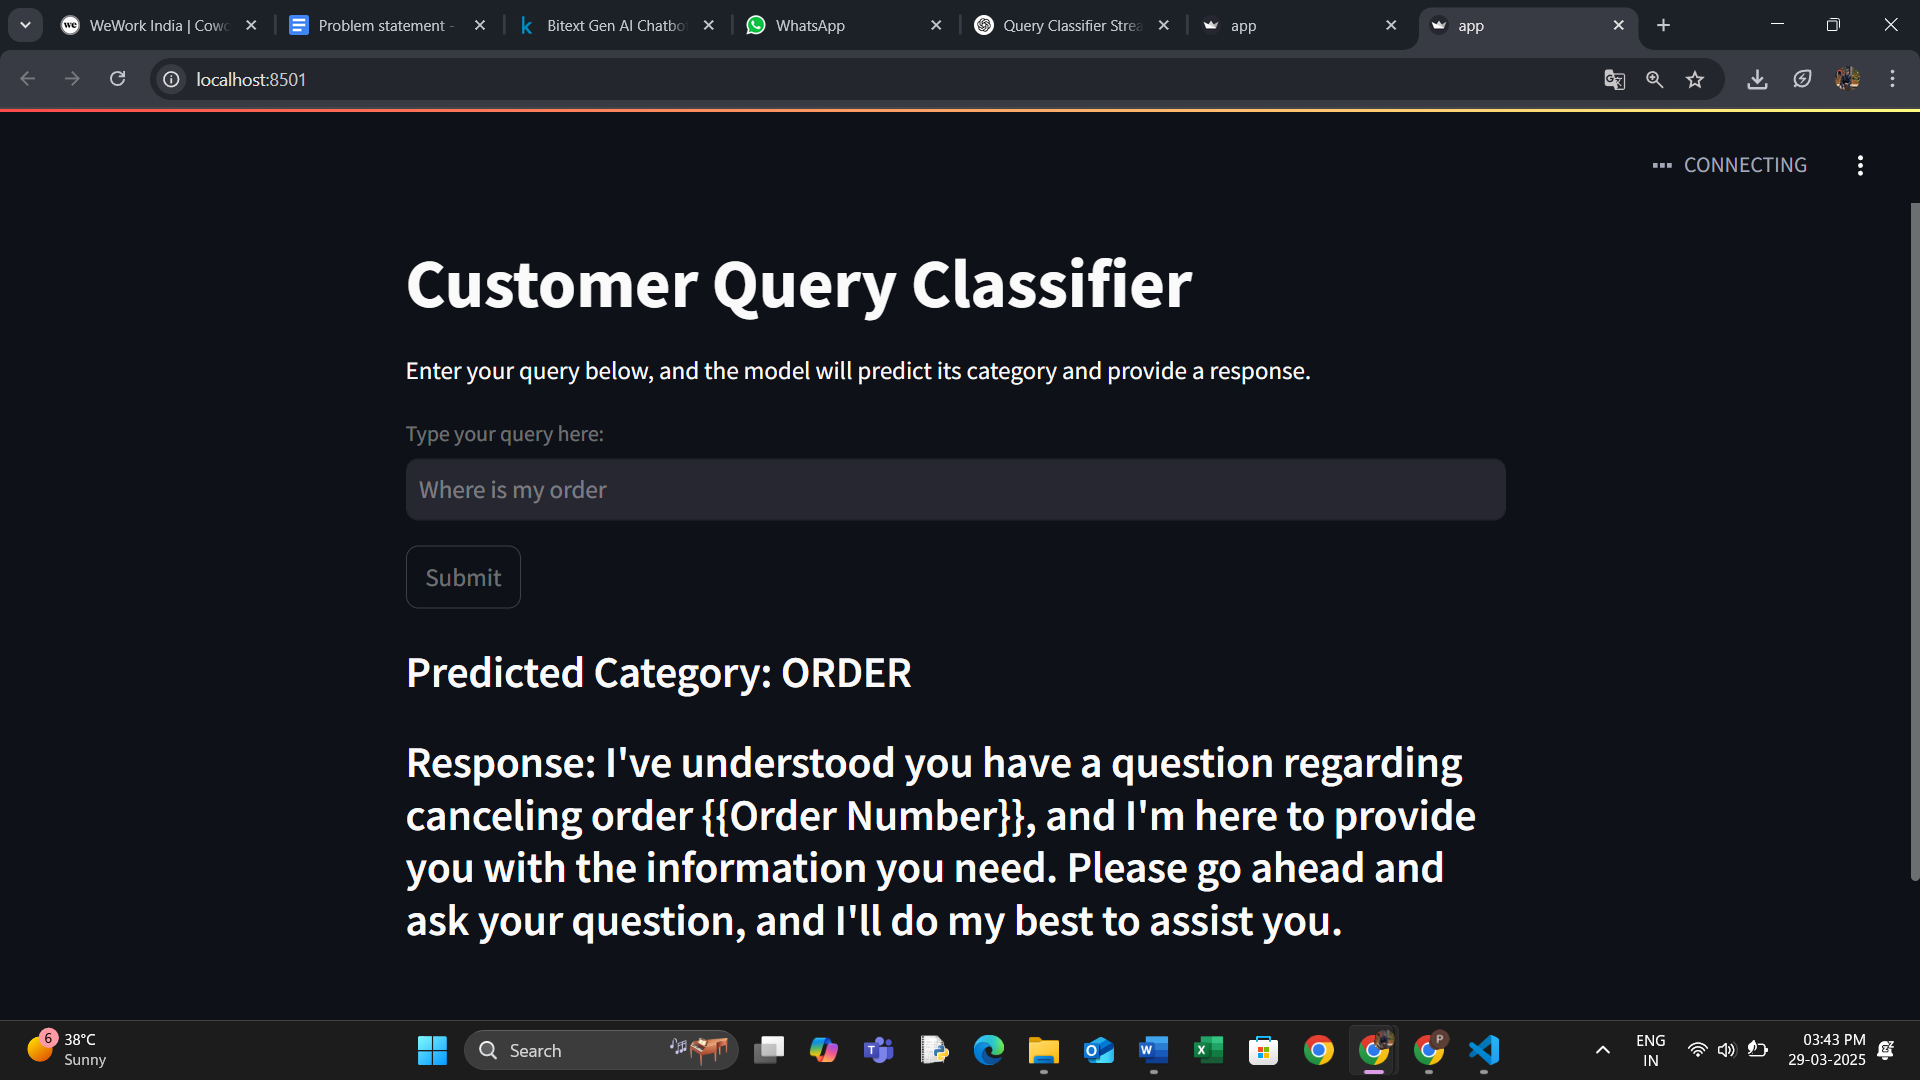 WeWork India | Cowo
Problem statement -
Bitext Gen AI Chatbo
WhatsApp
Query Classifier Strea
app
app
localhost:8501
CONNECTING
Customer Query Classifier
Enter your query below, and the model will predict its category and provide a response.
Type your query here:
Where is my order
Submit
Predicted Category: ORDER
Response: I've understood you have a question regarding
canceling order {{Order Number}}, and I'm here to provide
you with the information you need. Please go ahead and
ask your question, and I'll do my best to assist you.
6
38°C
Sunny
Search
P
ENG
IN
03:43 PM
29-03-2025